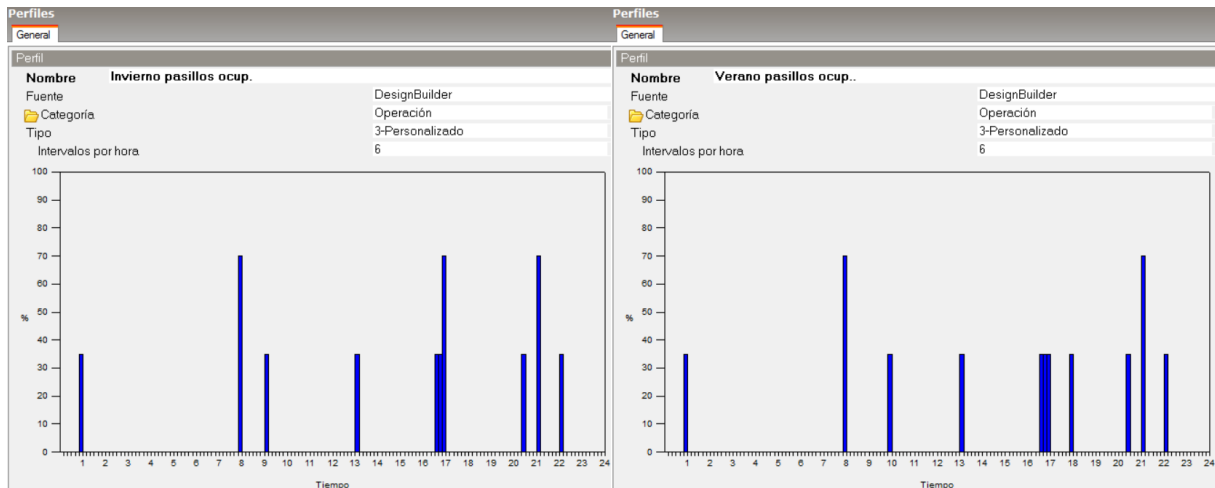 Perfiles
General
Perfil
Nombre Invierno pasillos ocup.
Fuente DesignBuilder
Categoría Operación
Tipo 3-Personalizado
Intervalos por hora 6
100
90
80
70
60
50
%
40
30
20
10
0
1 2 3 4 5 6 7 8 9 10 11 12 13 14 15 16 17 18 19 20 21 22 23 24
Tiempo
Perfiles
General
Perfil
Nombre Verano pasillos ocup..
Fuente DesignBuilder
Categoría Operación
Tipo 3-Personalizado
Intervalos por hora 6
100
90
80
70
60
50
%
40
30
20
10
0
1 2 3 4 5 6 7 8 9 10 11 12 13 14 15 16 17 18 19 20 21 22 23 24
Tiempo